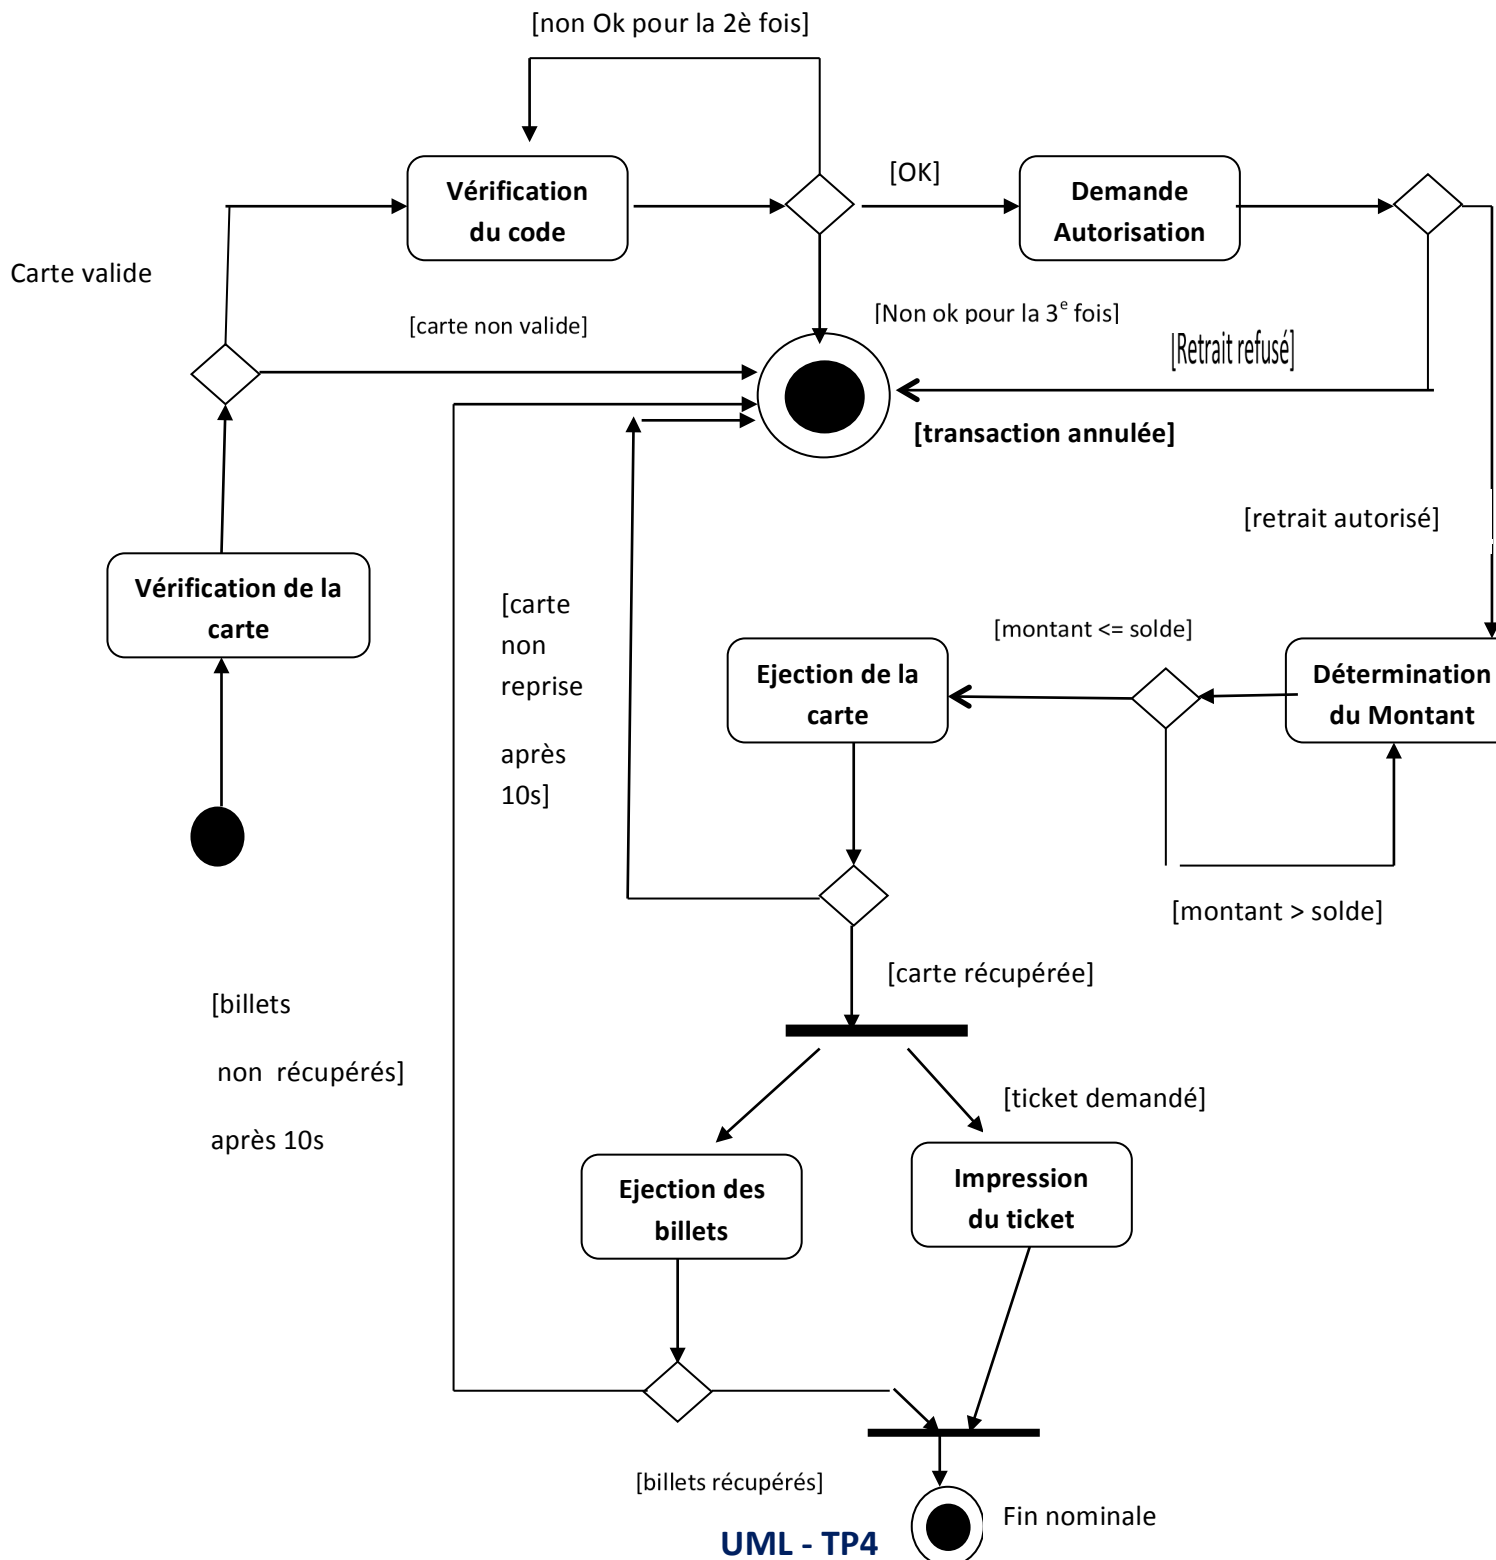 [non Ok pour la 2è fois]
[OK]
Vérification
du code
Demande
Autorisation
Carte valide
[carte non valide]
[Non ok pour la 3e fois]
[Retrait refusé]
[transaction annulée]
[retrait autorisé]
Vérification de la
carte
[carte
non
reprise
après
10s]
[montant <= solde]
Ejection de la
carte
Détermination
du Montant
[montant > solde]
[carte récupérée]
[billets
non récupérés]
après 10s
[ticket demandé]
Ejection des
billets
Impression
du ticket
[billets récupérés]
Fin nominale
UML - TP4